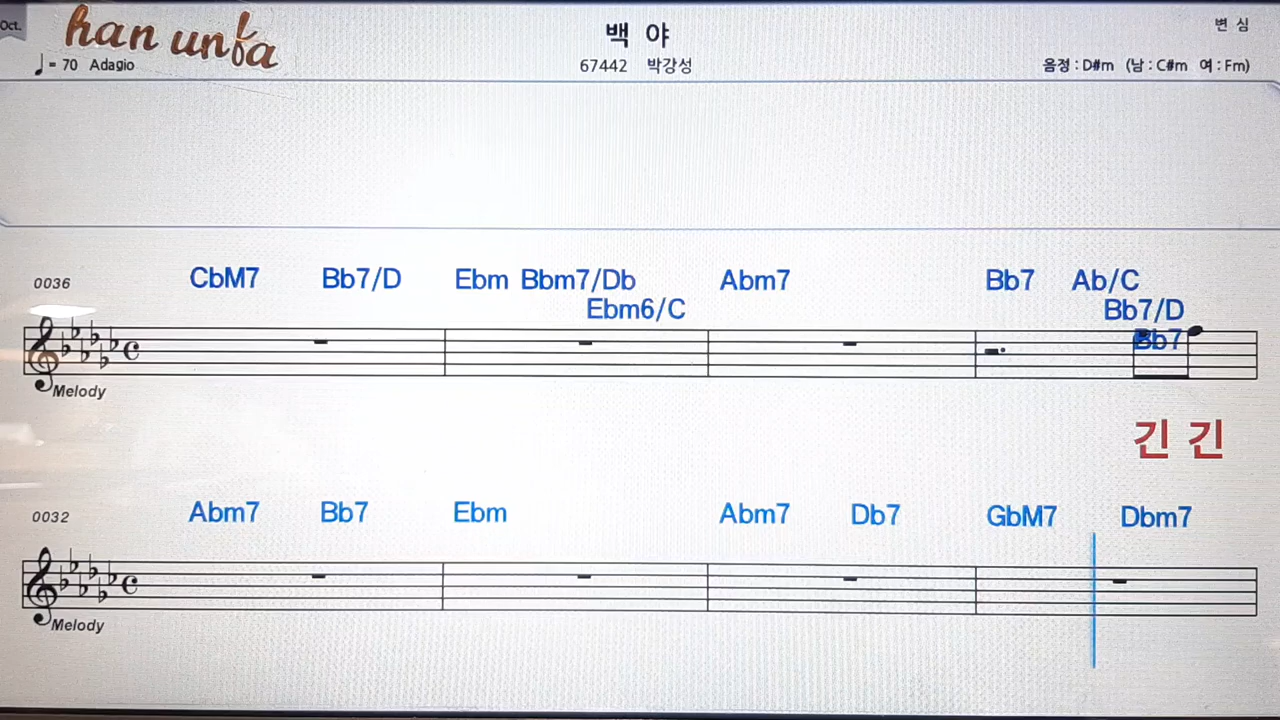 Oct.
han unfa
백 야
변 심
♩= 70 Adagio
67442 박강성
음정 : D#m (남 : C#m 여 : Fm)
0036
CbM7 Bb7/D Ebm Bbm7/Db Abm7 Bb7 Ab/C
Ebm6/C Bb7/D
Bb7
Melody
긴 긴
0032
Abm7 Bb7 Ebm Abm7 Db7 GbM7 Dbm7
Melody